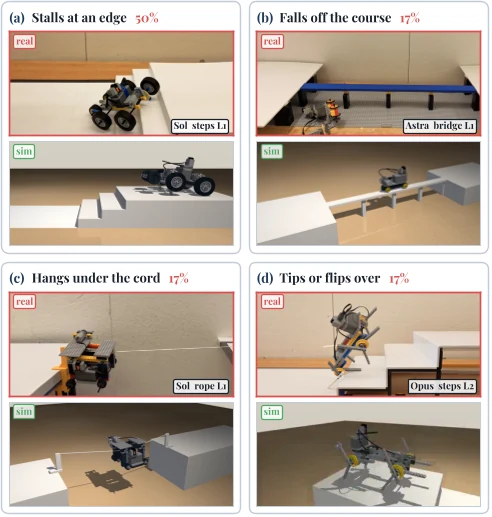 (a) Stalls at an edge 50%
real
Sol steps L1
sim
(b) Falls off the course 17%
real
Astra bridge L1
sim
(c) Hangs under the cord 17%
real
Sol rope L1
sim
(d) Tips or flips over 17%
real
Opus steps L2
sim